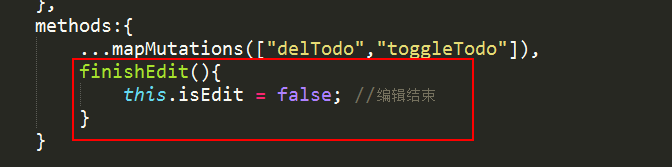 },
methods:{
...mapMutations(["delTodo","toggleTodo"]),
finishEdit(){
this.isEdit = false; //编辑结束
}
}